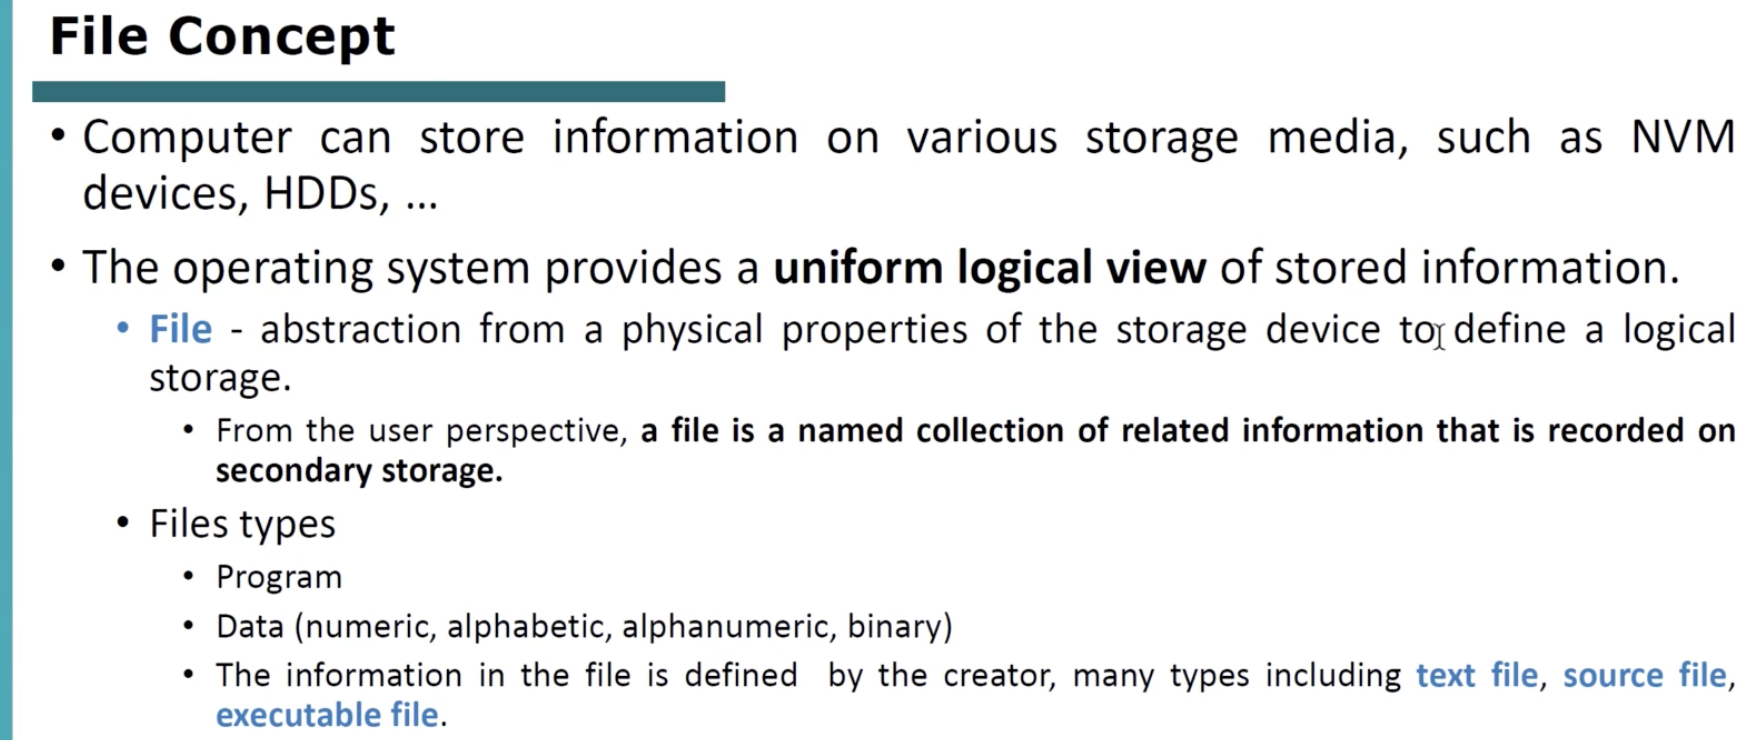 File Concept
• Computer can store information on various storage media, such as NVM
devices, HDDs, ...
• The operating system provides a uniform logical view of stored information.
• File - abstraction from a physical properties of the storage device to define a logical
storage.
• From the user perspective, a file is a named collection of related information that is recorded on
secondary storage.
• Files types
• Program
• Data (numeric, alphabetic, alphanumeric, binary)
• The information in the file is defined by the creator, many types including text file, source file,
executable file.